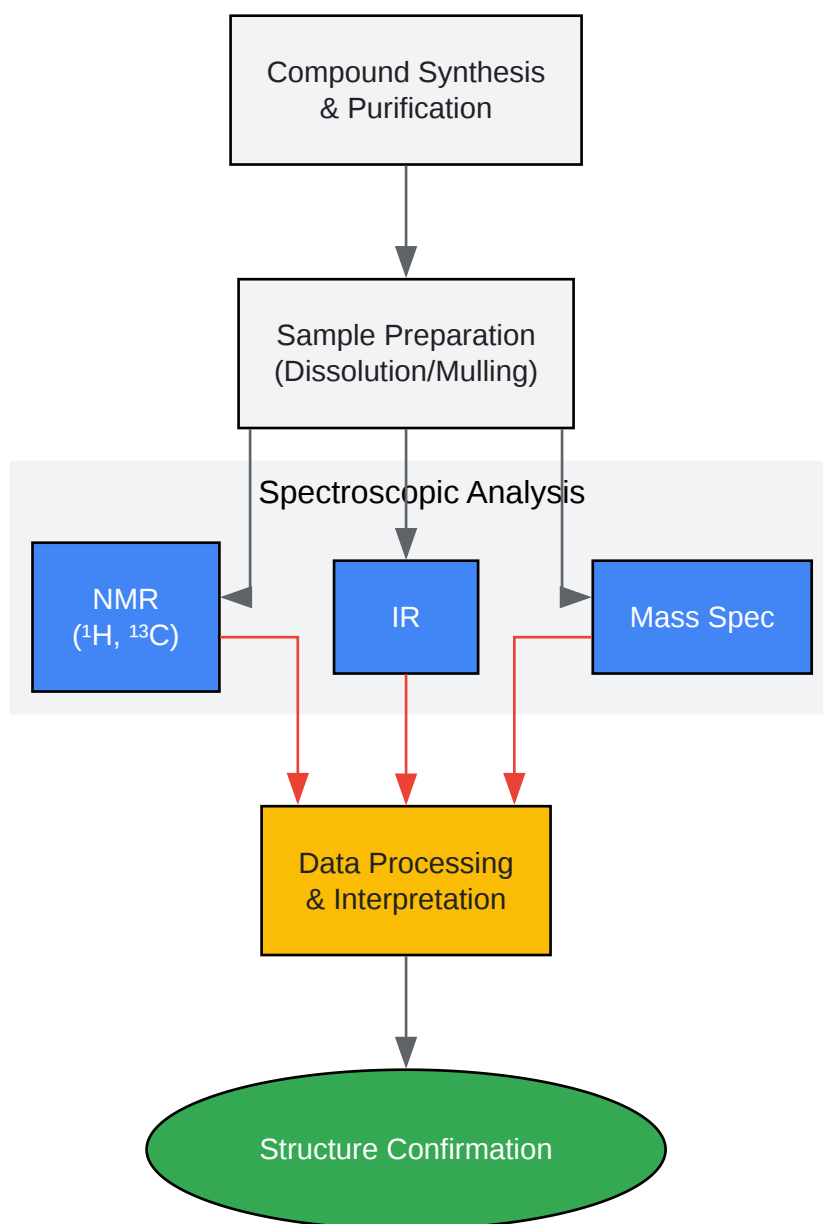 Compound Synthesis
& Purification
Sample Preparation
(Dissolution/Mulling)
Spectroscopic Analysis
NMR
(¹H, ¹³C)
IR
Mass Spec
Data Processing
& Interpretation
Structure Confirmation